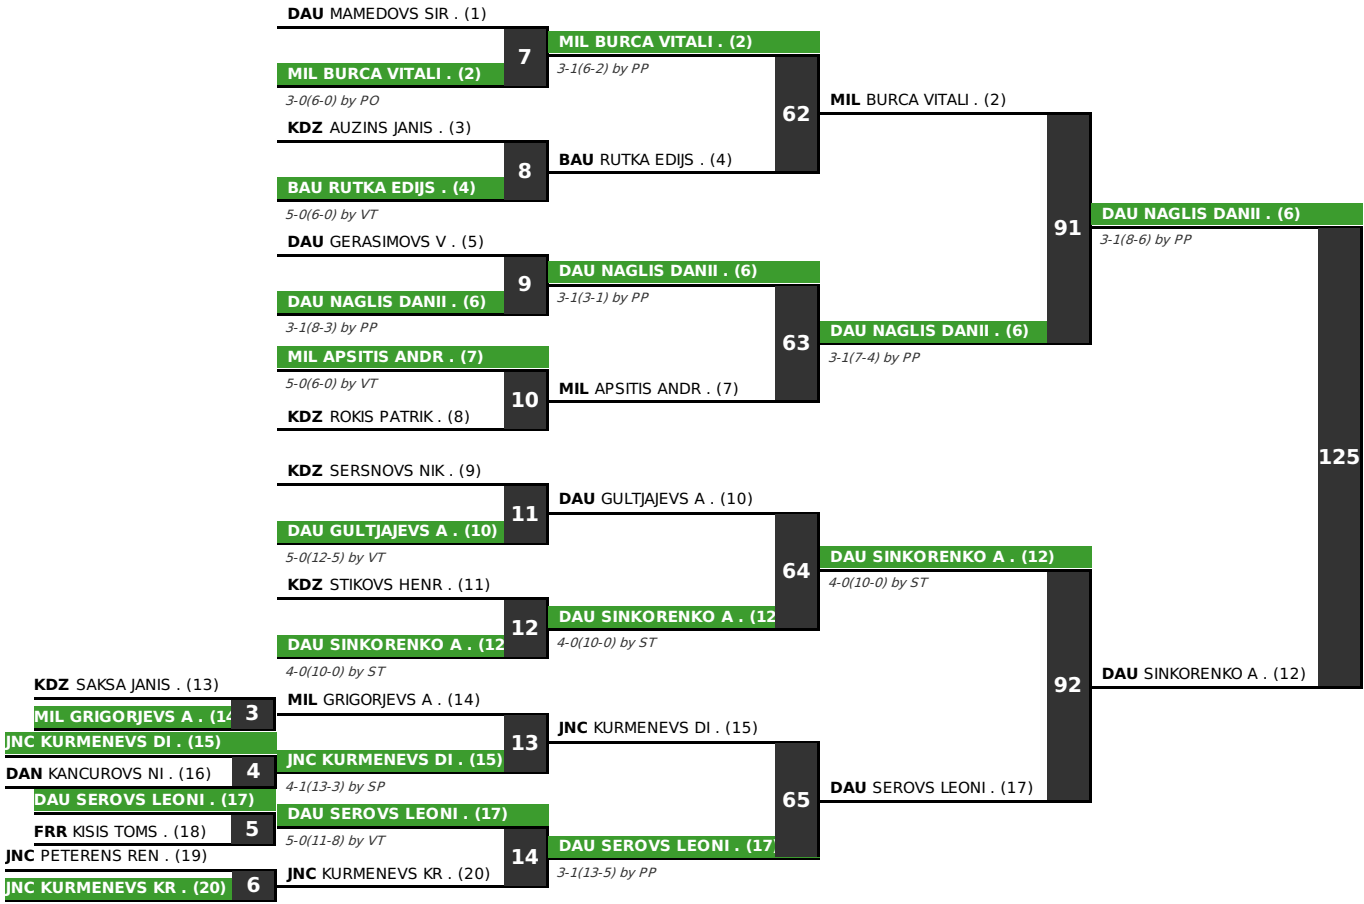 DAU MAMEDOVS SIR . (1)
7
MIL BURCA VITALI . (2)
3-0(6-0) by PO
KDZ AUZINS JANIS . (3)
8
BAU RUTKA EDIJS . (4)
5-0(6-0) by VT
DAU GERASIMOVS V . (5)
9
DAU NAGLIS DANII . (6)
3-1(8-3) by PP
MIL APSITIS ANDR . (7)
5-0(6-0) by VT
10
KDZ ROKIS PATRIK . (8)
KDZ SERSNOVS NIK . (9)
11
DAU GULTJAJEVS A . (10)
5-0(12-5) by VT
KDZ STIKOVS HENR . (11)
12
DAU SINKORENKO A . (12
4-0(10-0) by ST
KDZ SAKSA JANIS . (13)
3
MIL GRIGORJEVS A . (14
JNC KURMENEVS DI . (15)
4
DAN KANCUROVS NI . (16)
DAU SEROVS LEONI . (17)
5
FRR KISIS TOMS . (18)
JNC PETERENS REN . (19)
6
JNC KURMENEVS KR . (20)
MIL GRIGORJEVS A . (14)
13
JNC KURMENEVS DI . (15)
4-1(13-3) by SP
DAU SEROVS LEONI . (17)
5-0(11-8) by VT
14
JNC KURMENEVS KR . (20)
MIL BURCA VITALI . (2)
3-1(6-2) by PP
62
BAU RUTKA EDIJS . (4)
DAU NAGLIS DANII . (6)
3-1(3-1) by PP
63
MIL APSITIS ANDR . (7)
DAU GULTJAJEVS A . (10)
64
DAU SINKORENKO A . (12
4-0(10-0) by ST
JNC KURMENEVS DI . (15)
65
DAU SEROVS LEONI . (17)
3-1(13-5) by PP
MIL BURCA VITALI . (2)
91
DAU NAGLIS DANII . (6)
3-1(7-4) by PP
DAU SINKORENKO A . (12)
4-0(10-0) by ST
92
DAU SEROVS LEONI . (17)
DAU NAGLIS DANII . (6)
3-1(8-6) by PP
125
DAU SINKORENKO A . (12)